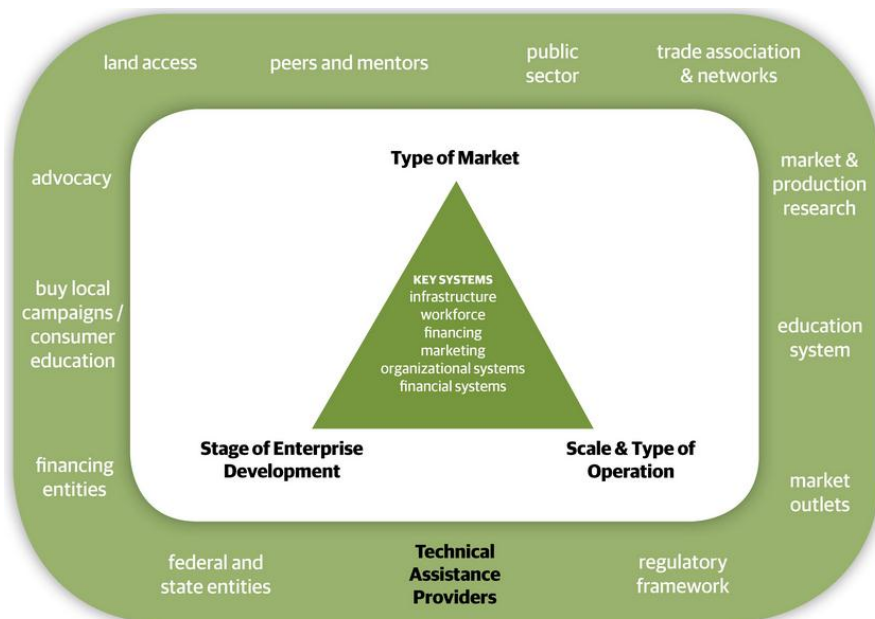 land access
peers and mentors
public
sector
trade association
& networks
advocacy
market &
production
research
buy local
campaigns /
consumer
education
education
system
financing
entities
market
outlets
federal and
state entities
Technical
Assistance
Providers
regulatory
framework
Type of Market
KEY SYSTEMS
infrastructure
workforce
financing
marketing
organizational systems
financial systems
Stage of Enterprise
Development
Scale & Type of
Operation